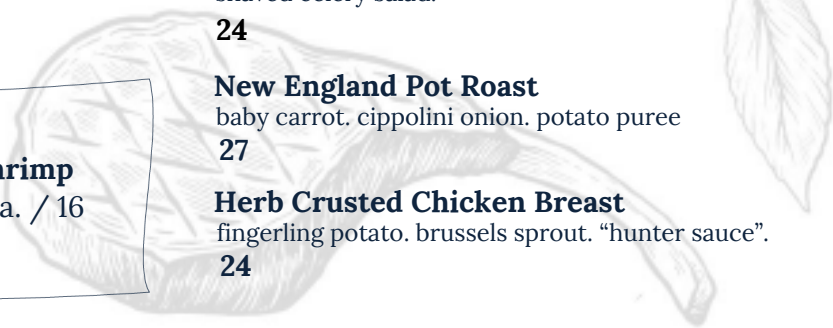 24
New England Pot Roast
baby carrot. cippolini onion. potato puree
27
a. / 16
Herb Crusted Chicken Breast
fingerling potato. brussels sprout. “hunter sauce”.
24